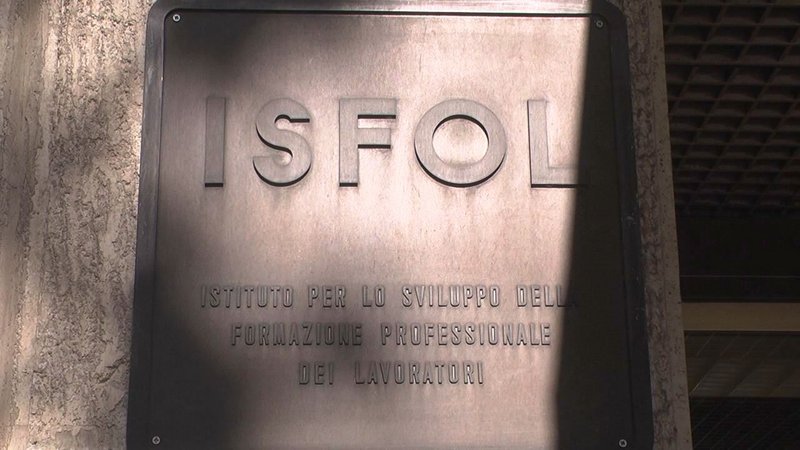 ISFOL
ISTITUTO PER LO SVILUPPO DELLA
FORMAZIONE PROFESSIONALE
DEI LAVORATORI